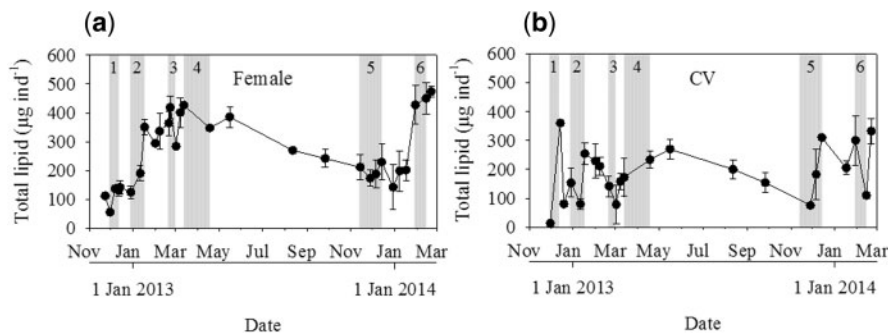 (a)
Total lipid (µg ind⁻¹)
600
500
400
300
200
100
0
1 2 3 4 5 6
Female
Nov Jan Mar May Jul Sep Nov Jan Mar
1 Jan 2013 1 Jan 2014
Date
(b)
Total lipid (µg ind⁻¹)
600
500
400
300
200
100
0
1 2 3 4 5 6
CV
Nov Jan Mar May Jul Sep Nov Jan Mar
1 Jan 2013 1 Jan 2014
Date